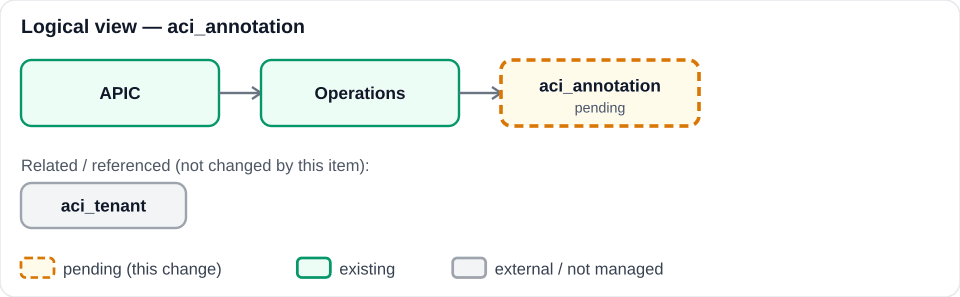 Logical view — aci_annotation
APIC
Operations
aci_annotation
pending
Related / referenced (not changed by this item):
aci_tenant
pending (this change)
existing
external / not managed